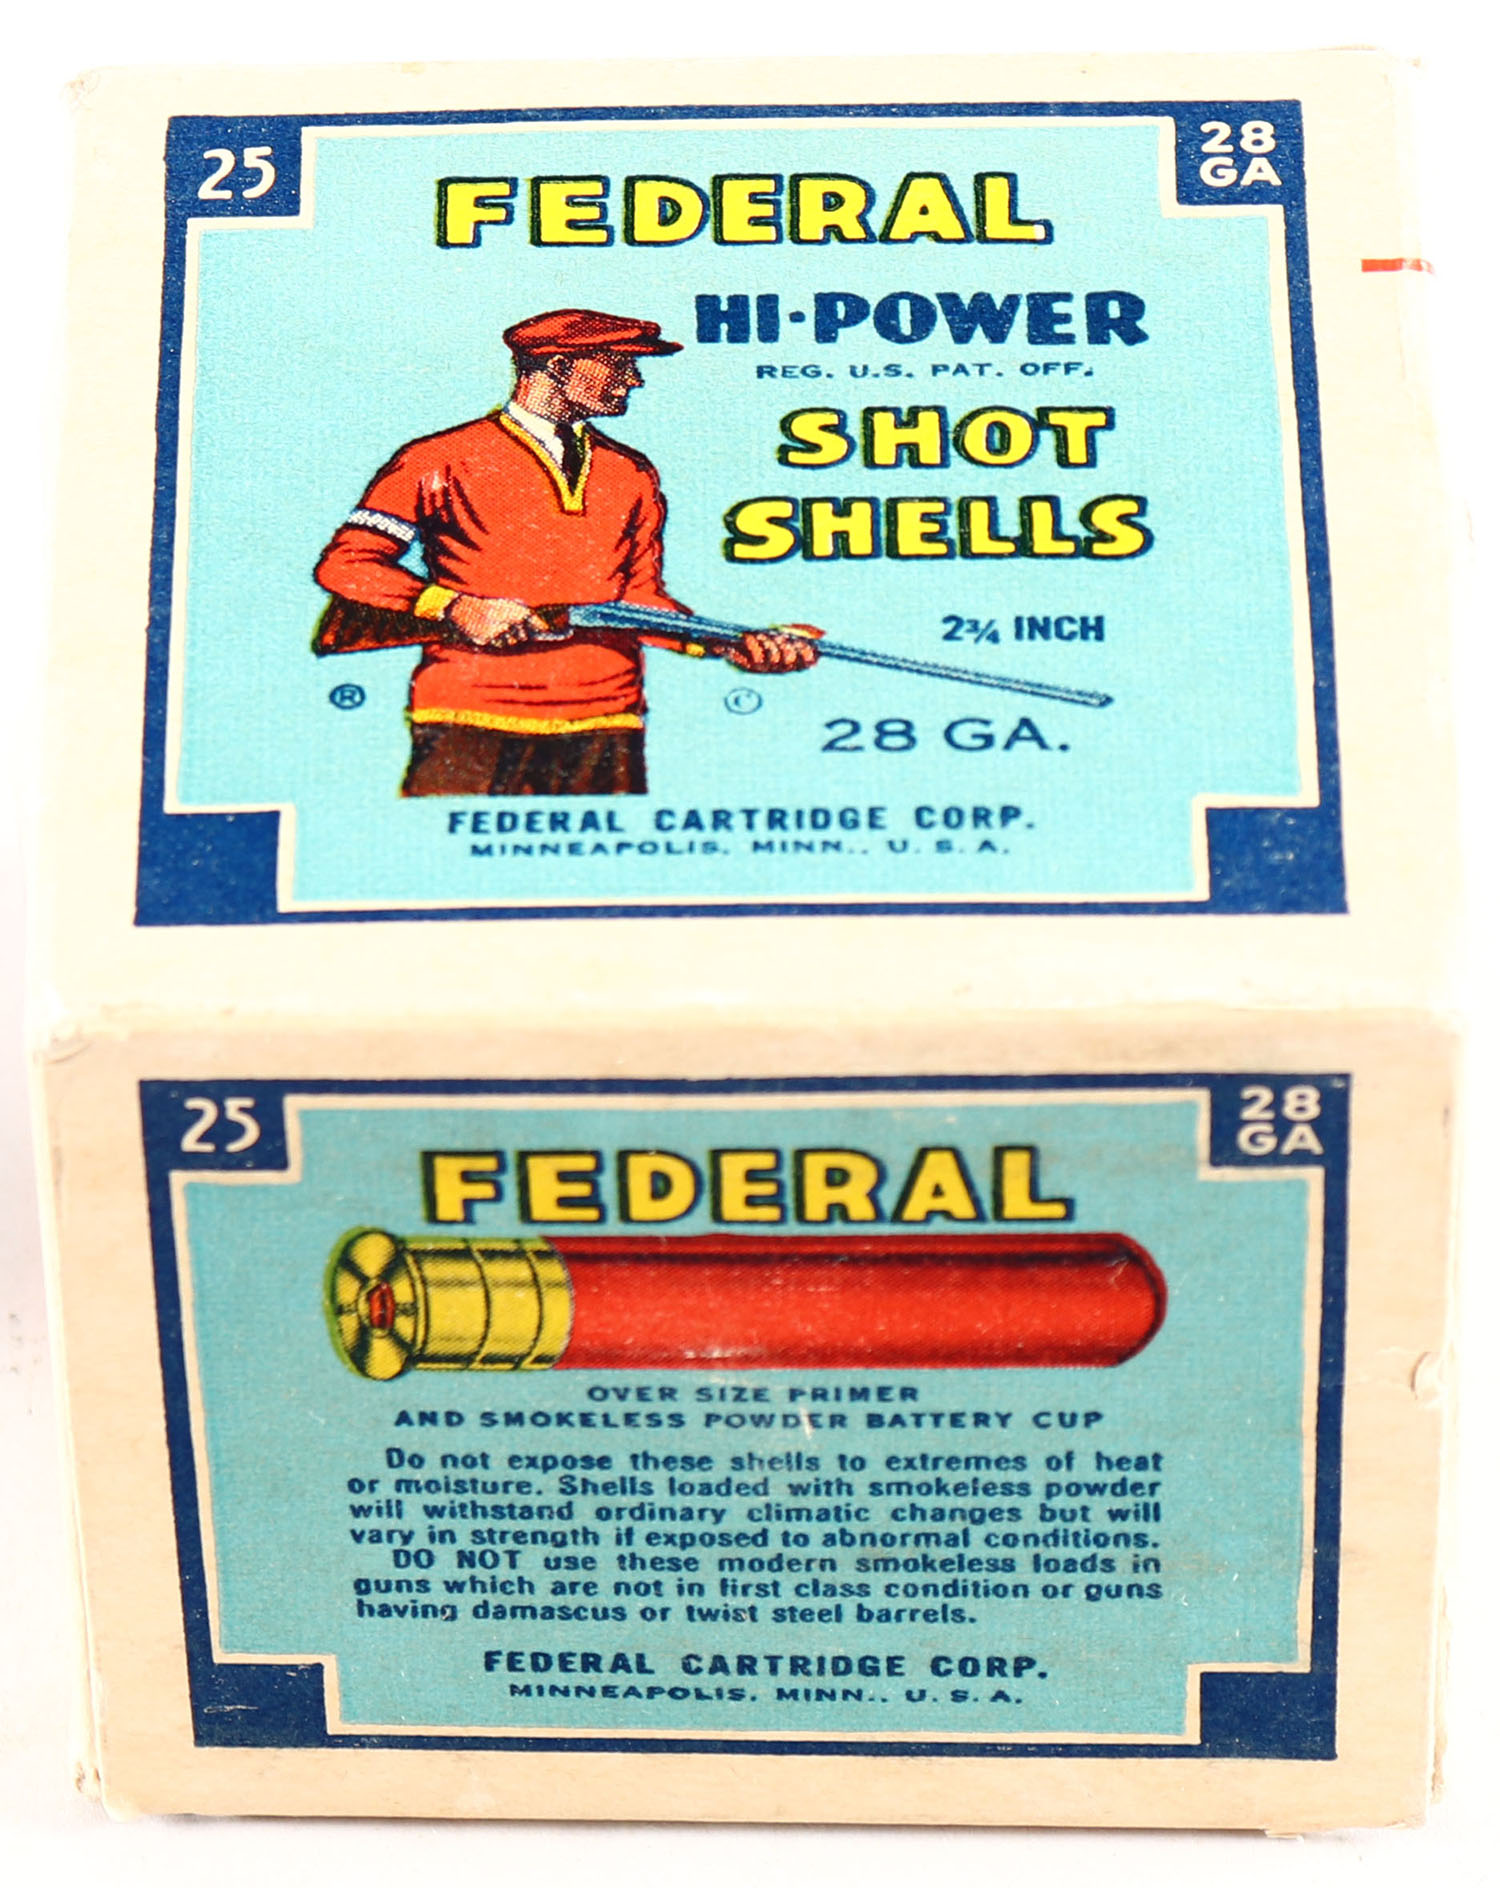 25
28
GA
FEDERAL
HI-POWER
REG. U.S. PAT. OFF.
SHOT
SHELLS
HI-POWER
2¾ INCH
®
©
28 GA.
FEDERAL CARTRIDGE CORP.
MINNEAPOLIS, MINN., U. S. A.
25
28
GA
FEDERAL
OVER SIZE PRIMER
AND SMOKELESS POWDER BATTERY CUP
Do not expose these shells to extremes of heat
or moisture. Shells loaded with smokeless powder
will withstand ordinary climatic changes but will
vary in strength if exposed to abnormal conditions.
DO NOT use these modern smokeless loads in
guns which are not in first class condition or guns
having damascus or twist steel barrels.
FEDERAL CARTRIDGE CORP.
MINNEAPOLIS, MINN., U. S. A.